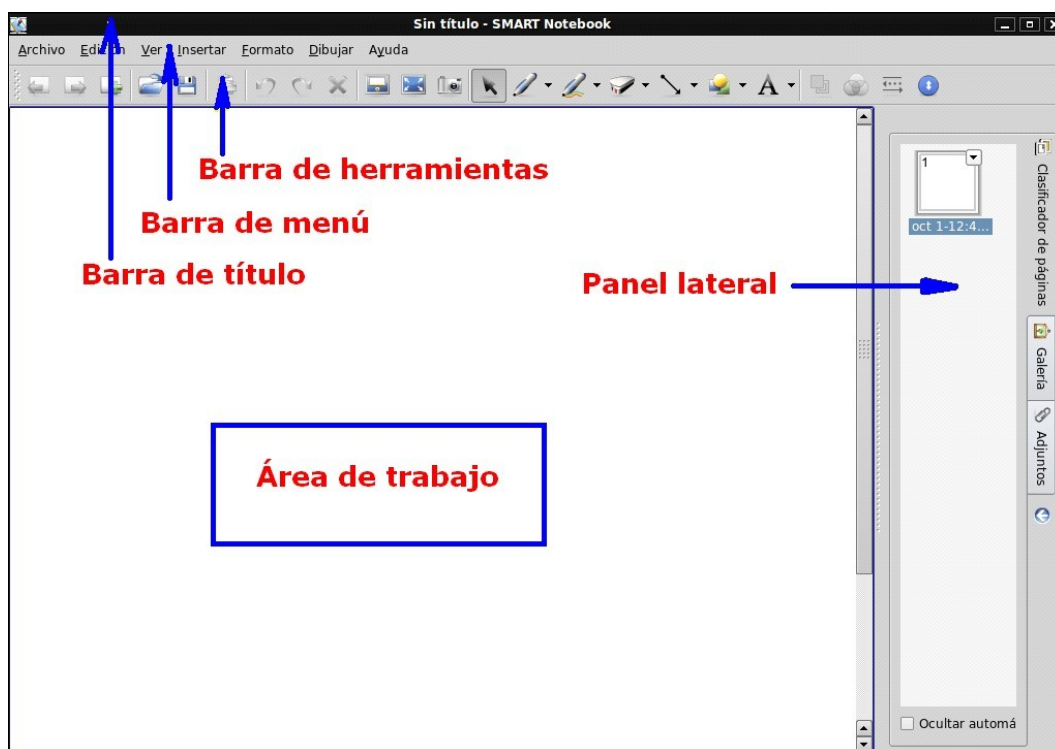 Sin título - SMART Notebook
Archivo Edición Ver Insertar Formato Dibujar Ayuda
A
Barra de herramientas
Barra de menú
Barra de título
Panel lateral
Área de trabajo
1
oct 1-12:4...
Clasificador de páginas
Galería
Adjuntos
Ocultar automá